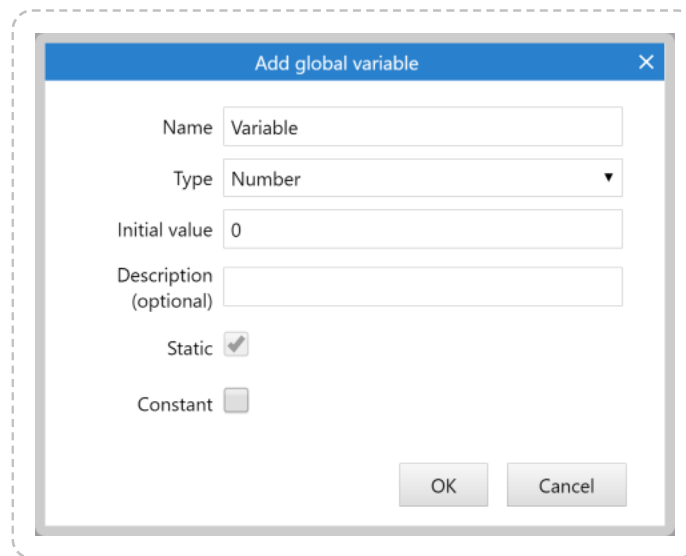 Add global variable
Name Variable
Type Number
Initial value 0
Description
(optional)
Static
Constant
OK Cancel